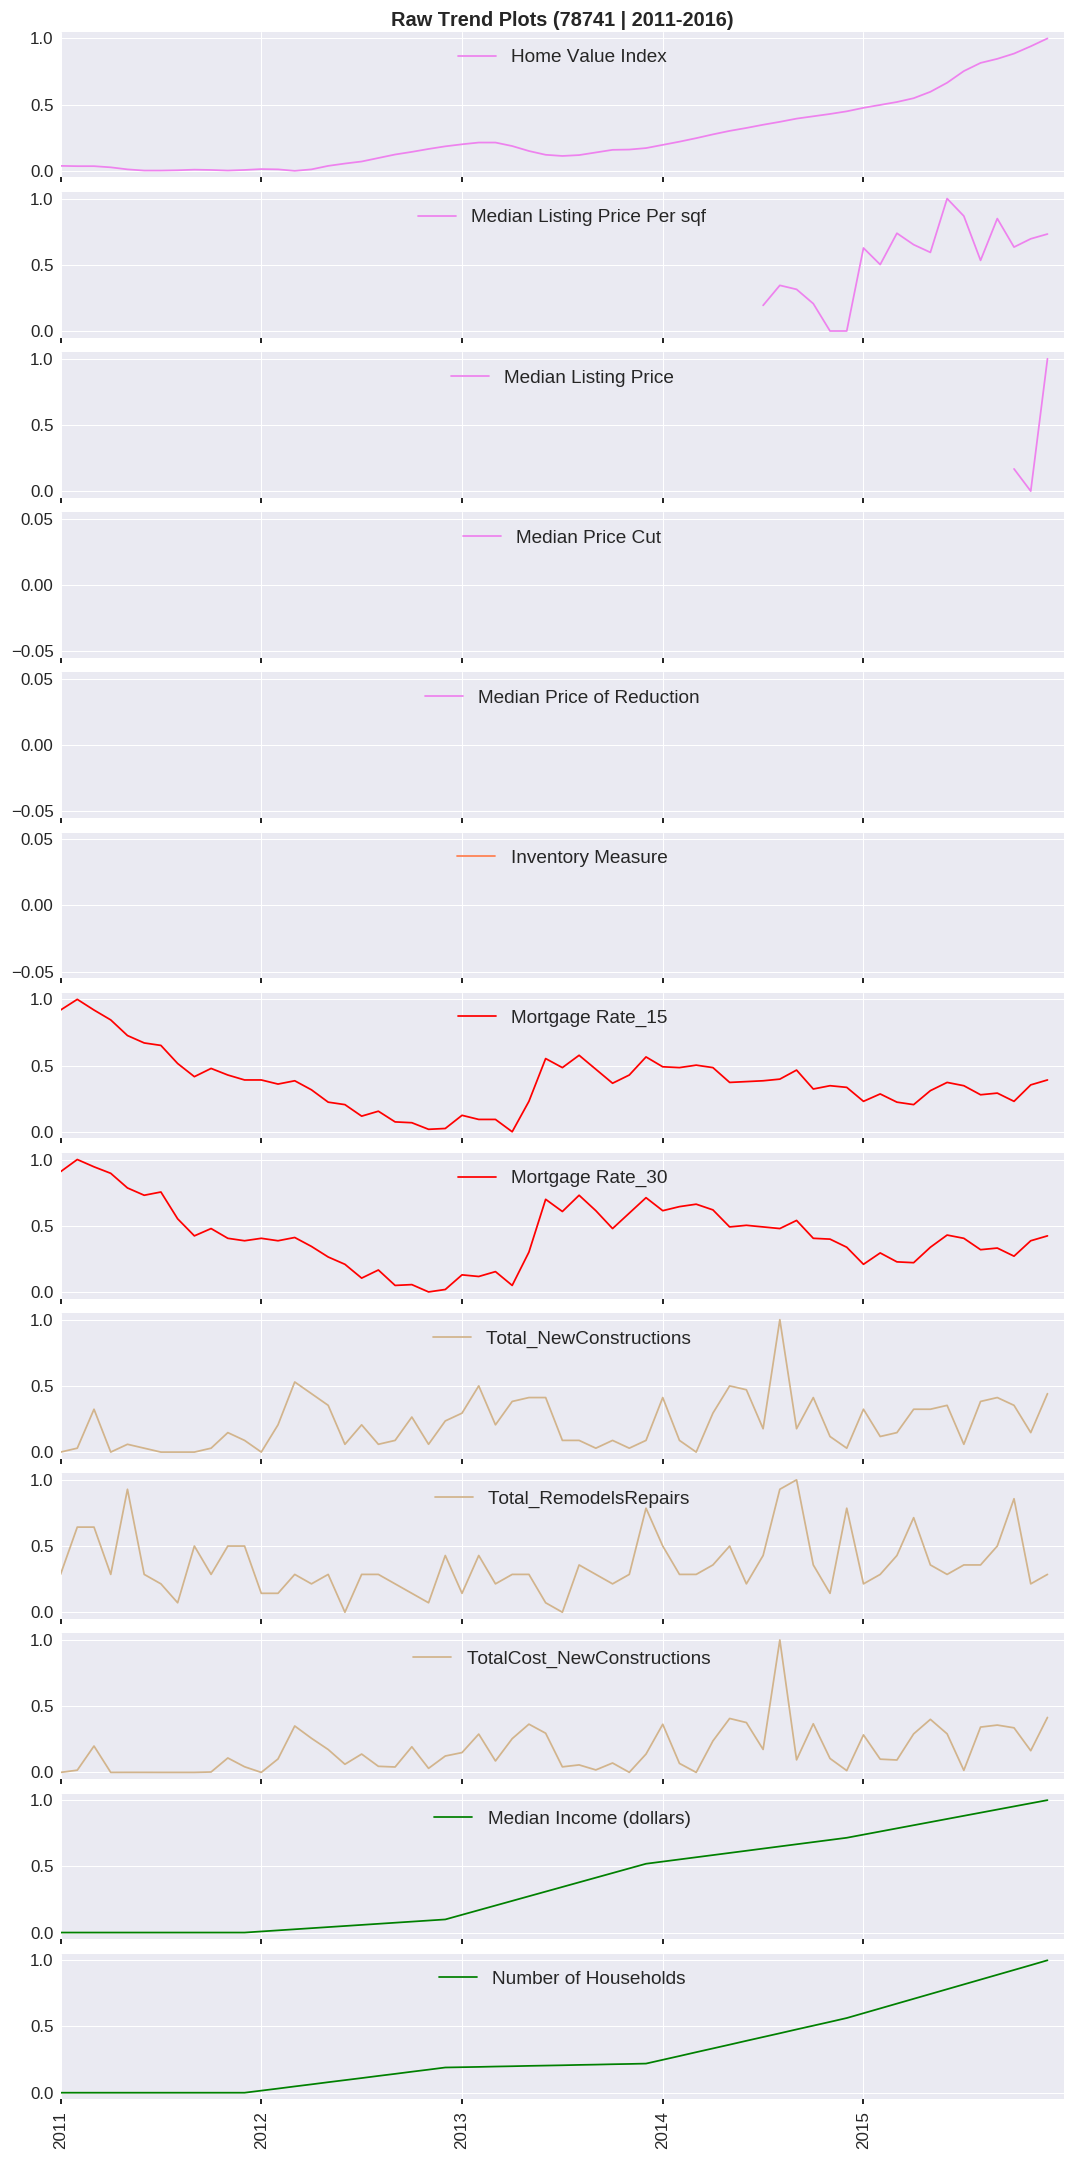 Raw Trend Plots (78741 | 2011-2016)
1.0
Home Value Index
0.5
0.0
1.0
Median Listing Price Per sqf
0.5
0.0
1.0
Median Listing Price
0.5
0.0
0.05
Median Price Cut
0.00
−0.05
0.05
Median Price of Reduction
0.00
−0.05
0.05
Inventory Measure
0.00
−0.05
1.0
Mortgage Rate_15
0.5
0.0
1.0
Mortgage Rate_30
0.5
0.0
1.0
Total_NewConstructions
0.5
0.0
1.0
Total_RemodelsRepairs
0.5
0.0
1.0
TotalCost_NewConstructions
0.5
0.0
1.0
Median Income (dollars)
0.5
0.0
1.0
Number of Households
0.5
0.0
2011 2012 2013 2014 2015